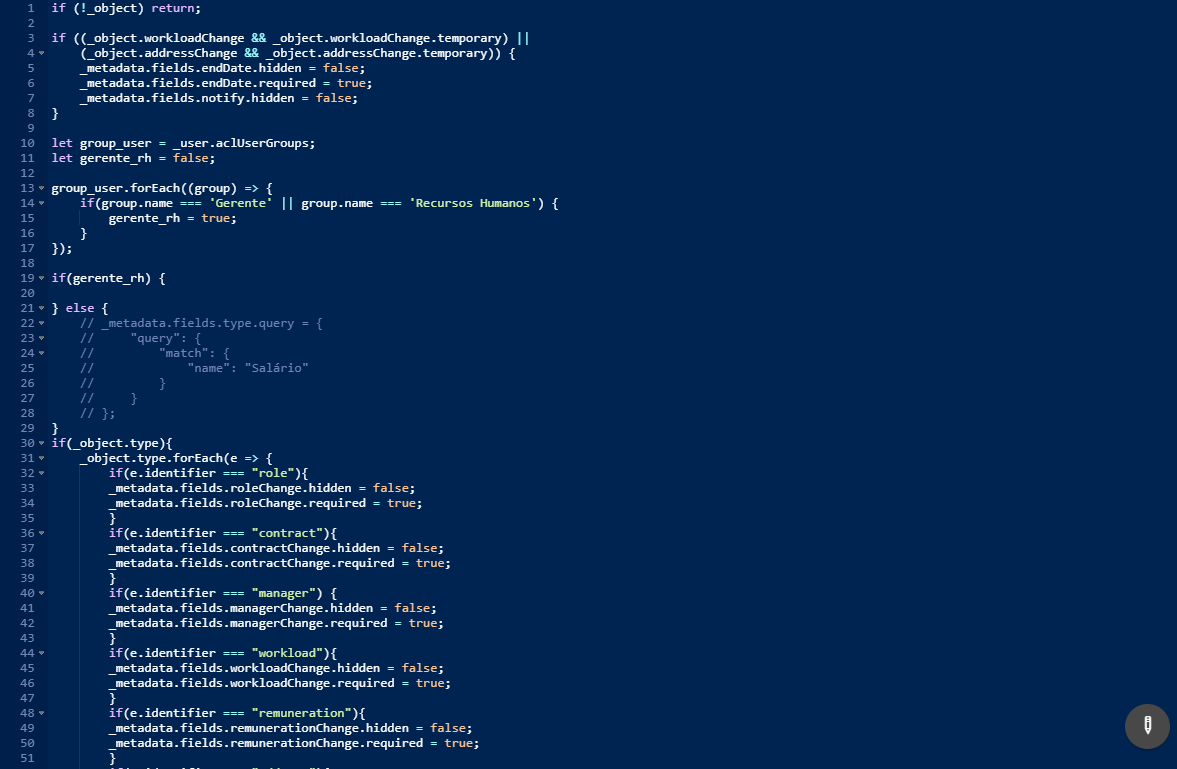 1 if (!_object) return;
2
3 if ((_object.workloadChange && _object.workloadChange.temporary) ||
4     (_object.addressChange && _object.addressChange.temporary)) {
5     _metadata.fields.endDate.hidden = false;
6     _metadata.fields.endDate.required = true;
7     _metadata.fields.notify.hidden = false;
8 }
9
10 let group_user = _user.aclUserGroups;
11 let gerente_rh = false;
12
13 group_user.forEach((group) => {
14     if(group.name === 'Gerente' || group.name === 'Recursos Humanos') {
15         gerente_rh = true;
16     }
17 });
18
19 if(gerente_rh) {
20
21 } else {
22     // _metadata.fields.type.query = {
23     //     "query": {
24     //         "match": {
25     //             "name": "Salário"
26     //         }
27     //     }
28     // };
29 }
30 if(_object.type){
31     _object.type.forEach(e => {
32         if(e.identifier === "role"){
33         _metadata.fields.roleChange.hidden = false;
34         _metadata.fields.roleChange.required = true;
35         }
36         if(e.identifier === "contract"){
37         _metadata.fields.contractChange.hidden = false;
38         _metadata.fields.contractChange.required = true;
39         }
40         if(e.identifier === "manager") {
41         _metadata.fields.managerChange.hidden = false;
42         _metadata.fields.managerChange.required = true;
43         }
44         if(e.identifier === "workload"){
45         _metadata.fields.workloadChange.hidden = false;
46         _metadata.fields.workloadChange.required = true;
47         }
48         if(e.identifier === "remuneration"){
49         _metadata.fields.remunerationChange.hidden = false;
50         _metadata.fields.remunerationChange.required = true;
51         }